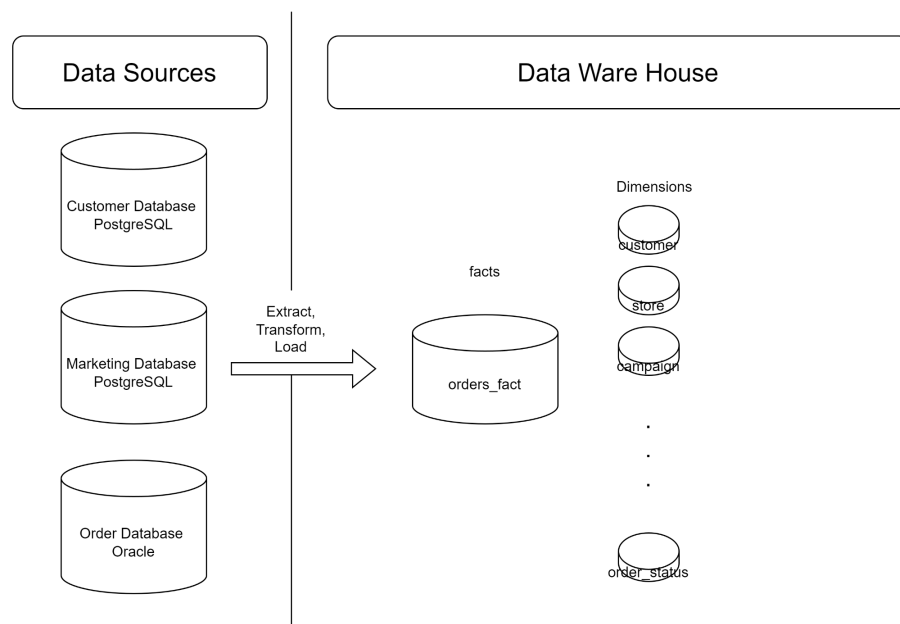 Data Sources
Data Ware House
Customer Database
PostgreSQL
Marketing Database
PostgreSQL
Order Database
Oracle
Extract,
Transform,
Load
facts
orders_fact
Dimensions
customer
store
campaign
.
.
.
order_status